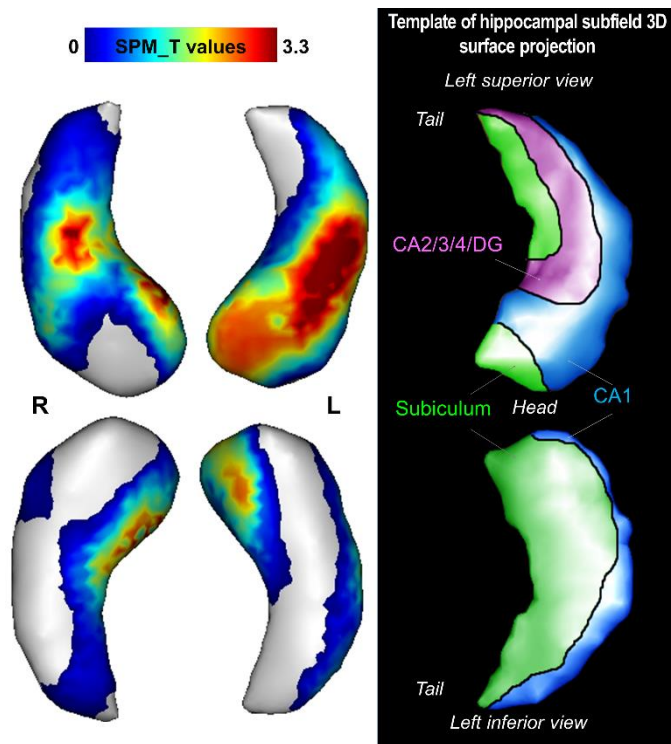 0 SPM_T values 3.3
R
L
Template of hippocampal subfield 3D
surface projection
Left superior view
Tail
CA2/3/4/DG
Subiculum
Head
CA1
Tail
Left inferior view